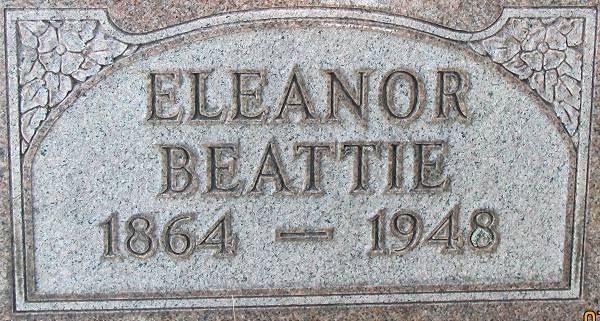 ELEANOR
BEATTIE
1864 — 1948